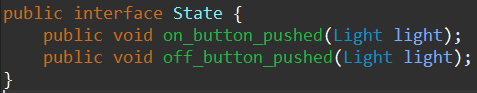 public interface State {
    public void on_button_pushed(Light light);
    public void off_button_pushed(Light light);
}